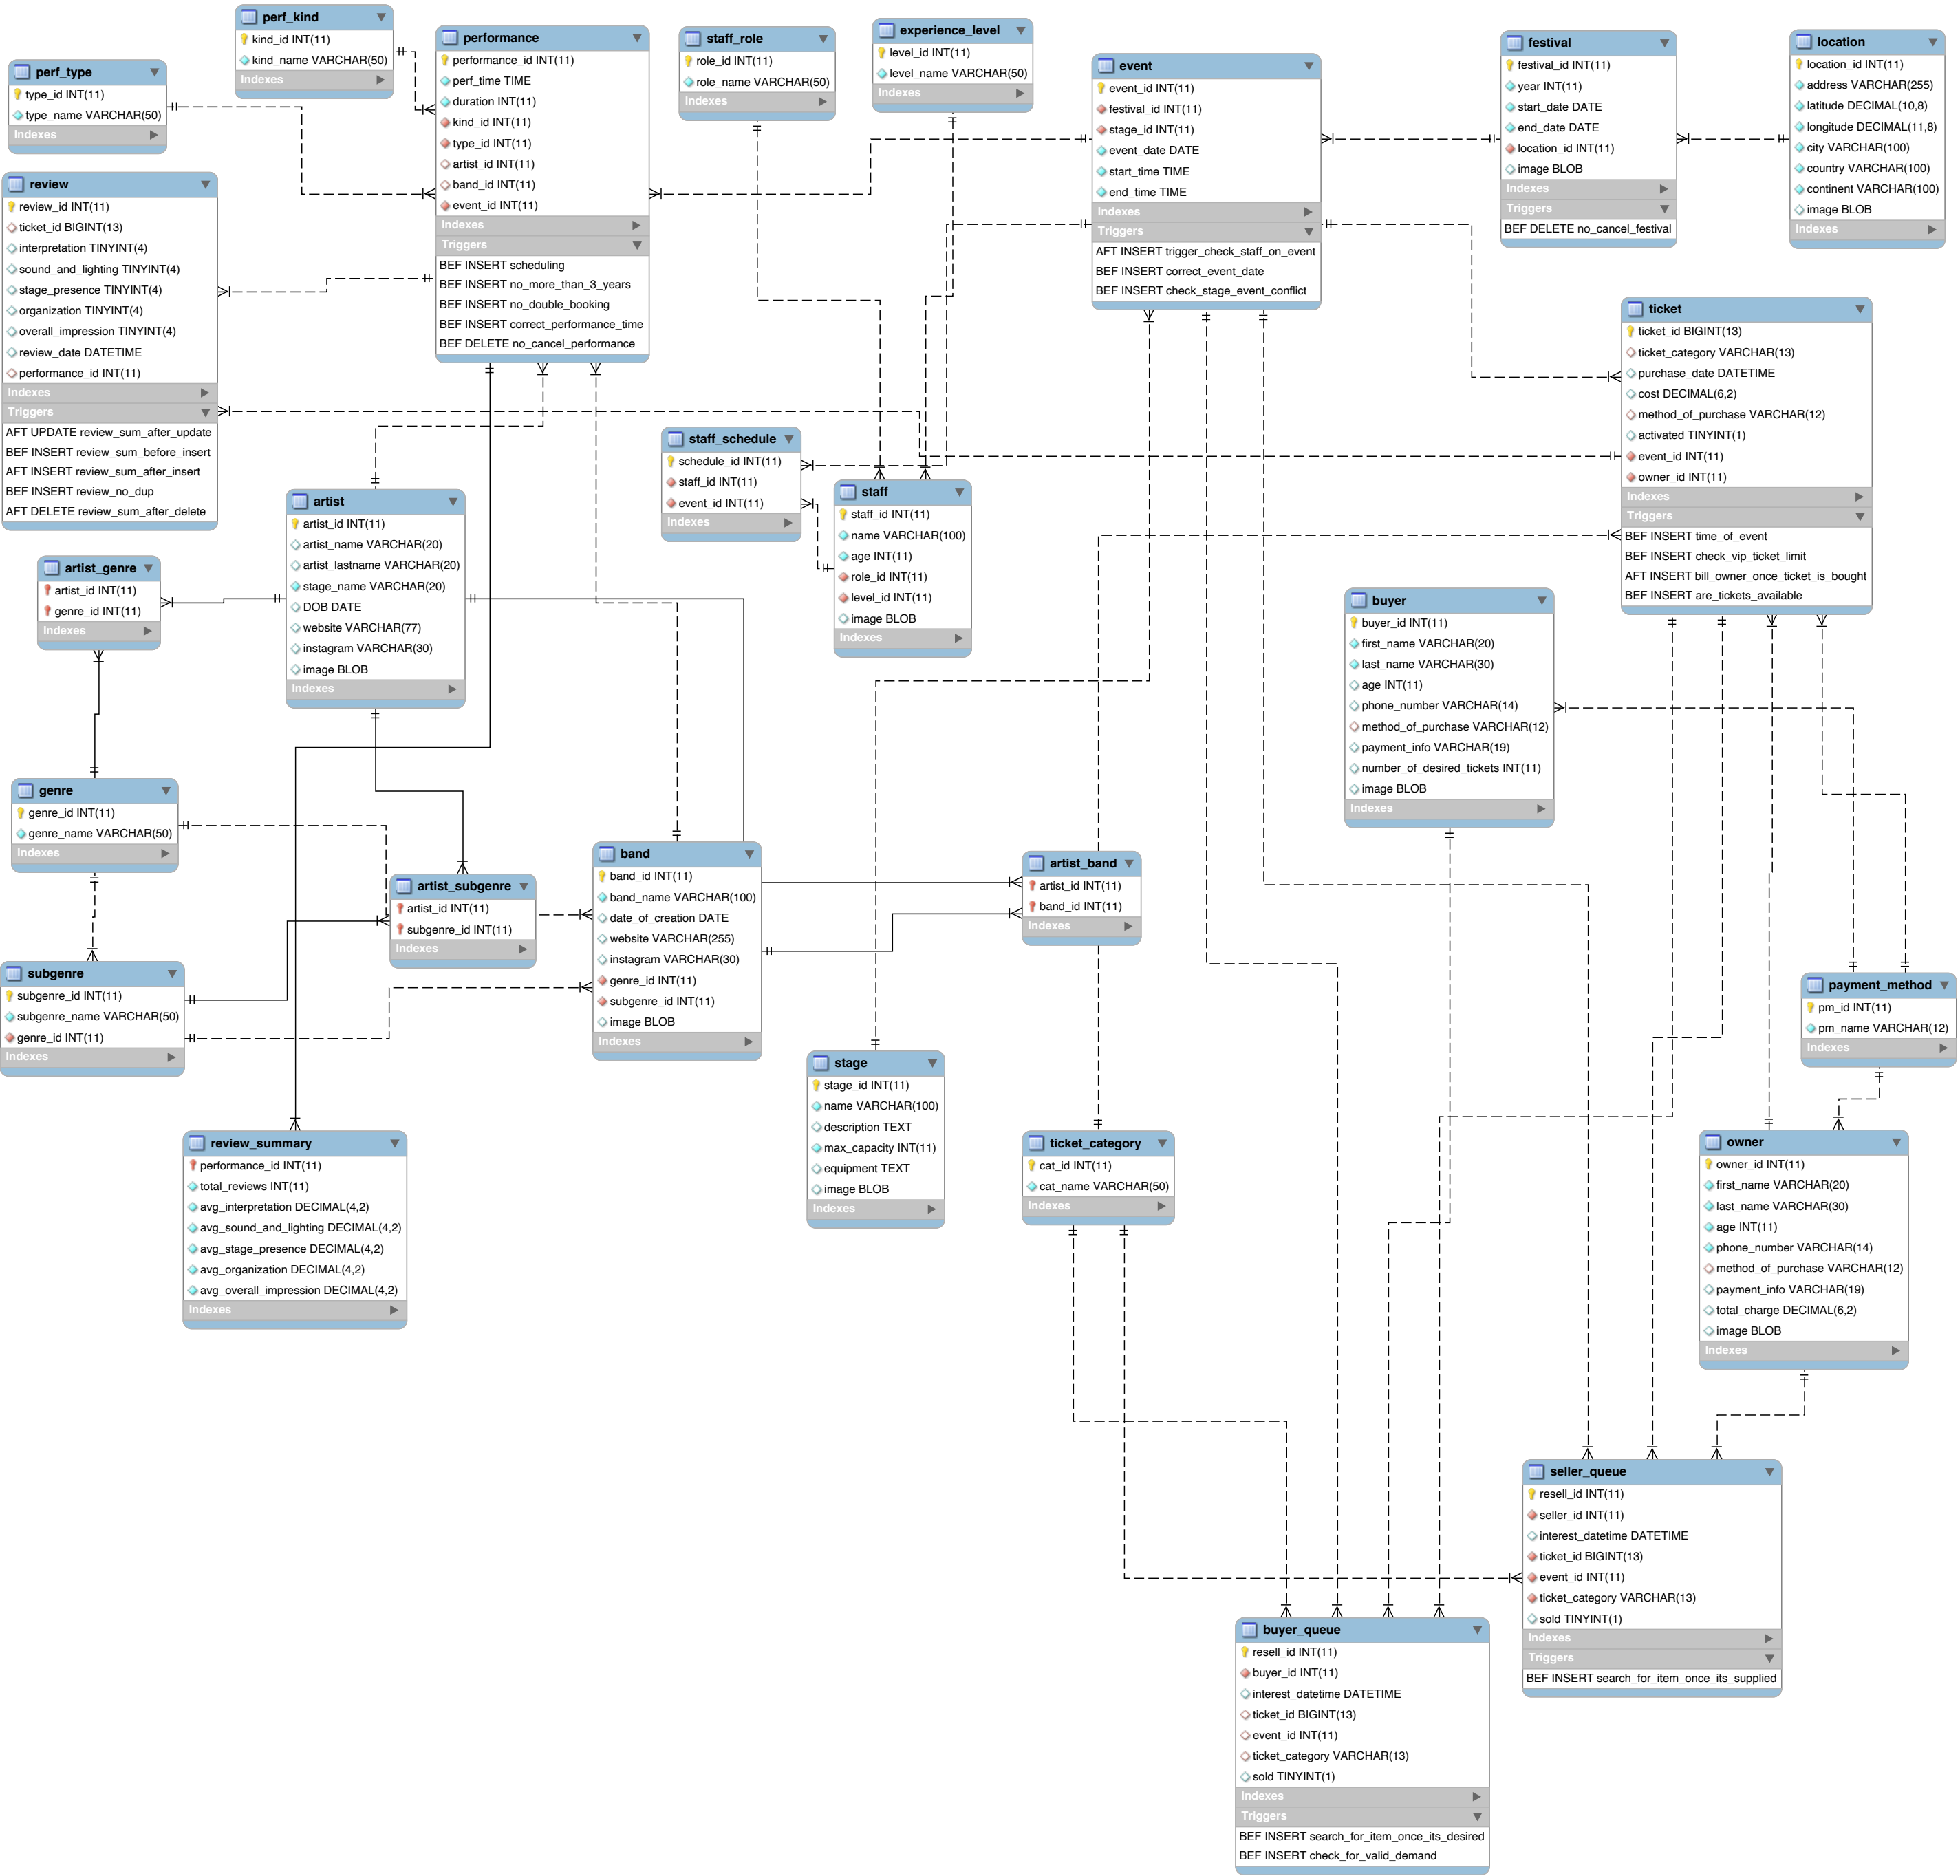 perf_kind
kind_id INT(11)
kind_name VARCHAR(50)
Indexes
perf_type
type_id INT(11)
type_name VARCHAR(50)
Indexes
performance
performance_id INT(11)
perf_time TIME
duration INT(11)
kind_id INT(11)
type_id INT(11)
artist_id INT(11)
band_id INT(11)
event_id INT(11)
Indexes
Triggers
BEF INSERT scheduling
BEF INSERT no_more_than_3_years
BEF INSERT no_double_booking
BEF INSERT correct_performance_time
BEF DELETE no_cancel_performance
staff_role
role_id INT(11)
role_name VARCHAR(50)
Indexes
experience_level
level_id INT(11)
level_name VARCHAR(50)
Indexes
event
event_id INT(11)
festival_id INT(11)
stage_id INT(11)
event_date DATE
start_time TIME
end_time TIME
Indexes
Triggers
AFT INSERT trigger_check_staff_on_event
BEF INSERT correct_event_date
BEF INSERT check_stage_event_conflict
festival
festival_id INT(11)
year INT(11)
start_date DATE
end_date DATE
location_id INT(11)
image BLOB
Indexes
Triggers
BEF DELETE no_cancel_festival
location
location_id INT(11)
address VARCHAR(255)
latitude DECIMAL(10,8)
longitude DECIMAL(11,8)
city VARCHAR(100)
country VARCHAR(100)
continent VARCHAR(100)
image BLOB
Indexes
review
review_id INT(11)
ticket_id BIGINT(13)
interpretation TINYINT(4)
sound_and_lighting TINYINT(4)
stage_presence TINYINT(4)
organization TINYINT(4)
overall_impression TINYINT(4)
review_date DATETIME
performance_id INT(11)
Indexes
Triggers
AFT UPDATE review_sum_after_update
BEF INSERT review_sum_before_insert
AFT INSERT review_sum_after_insert
BEF INSERT review_no_dup
AFT DELETE review_sum_after_delete
ticket
ticket_id BIGINT(13)
ticket_category VARCHAR(13)
purchase_date DATETIME
cost DECIMAL(6,2)
method_of_purchase VARCHAR(12)
activated TINYINT(1)
event_id INT(11)
owner_id INT(11)
Indexes
Triggers
BEF INSERT time_of_event
BEF INSERT check_vip_ticket_limit
AFT INSERT bill_owner_once_ticket_is_bought
BEF INSERT are_tickets_available
staff_schedule
schedule_id INT(11)
staff_id INT(11)
event_id INT(11)
Indexes
staff
staff_id INT(11)
name VARCHAR(100)
age INT(11)
role_id INT(11)
level_id INT(11)
image BLOB
Indexes
artist
artist_id INT(11)
artist_name VARCHAR(20)
artist_lastname VARCHAR(20)
stage_name VARCHAR(20)
DOB DATE
website VARCHAR(77)
instagram VARCHAR(30)
image BLOB
Indexes
artist_genre
artist_id INT(11)
genre_id INT(11)
Indexes
buyer
buyer_id INT(11)
first_name VARCHAR(20)
last_name VARCHAR(30)
age INT(11)
phone_number VARCHAR(14)
method_of_purchase VARCHAR(12)
payment_info VARCHAR(19)
number_of_desired_tickets INT(11)
image BLOB
Indexes
genre
genre_id INT(11)
genre_name VARCHAR(50)
Indexes
artist_subgenre
artist_id INT(11)
subgenre_id INT(11)
Indexes
band
band_id INT(11)
band_name VARCHAR(100)
date_of_creation DATE
website VARCHAR(255)
instagram VARCHAR(30)
genre_id INT(11)
subgenre_id INT(11)
image BLOB
Indexes
artist_band
artist_id INT(11)
band_id INT(11)
Indexes
subgenre
subgenre_id INT(11)
subgenre_name VARCHAR(50)
genre_id INT(11)
Indexes
payment_method
pm_id INT(11)
pm_name VARCHAR(12)
Indexes
stage
stage_id INT(11)
name VARCHAR(100)
description TEXT
max_capacity INT(11)
equipment TEXT
image BLOB
Indexes
review_summary
performance_id INT(11)
total_reviews INT(11)
avg_interpretation DECIMAL(4,2)
avg_sound_and_lighting DECIMAL(4,2)
avg_stage_presence DECIMAL(4,2)
avg_organization DECIMAL(4,2)
avg_overall_impression DECIMAL(4,2)
Indexes
ticket_category
cat_id INT(11)
cat_name VARCHAR(50)
Indexes
owner
owner_id INT(11)
first_name VARCHAR(20)
last_name VARCHAR(30)
age INT(11)
phone_number VARCHAR(14)
method_of_purchase VARCHAR(12)
payment_info VARCHAR(19)
total_charge DECIMAL(6,2)
image BLOB
Indexes
seller_queue
resell_id INT(11)
seller_id INT(11)
interest_datetime DATETIME
ticket_id BIGINT(13)
event_id INT(11)
ticket_category VARCHAR(13)
sold TINYINT(1)
Indexes
Triggers
BEF INSERT search_for_item_once_its_supplied
buyer_queue
resell_id INT(11)
buyer_id INT(11)
interest_datetime DATETIME
ticket_id BIGINT(13)
event_id INT(11)
ticket_category VARCHAR(13)
sold TINYINT(1)
Indexes
Triggers
BEF INSERT search_for_item_once_its_desired
BEF INSERT check_for_valid_demand